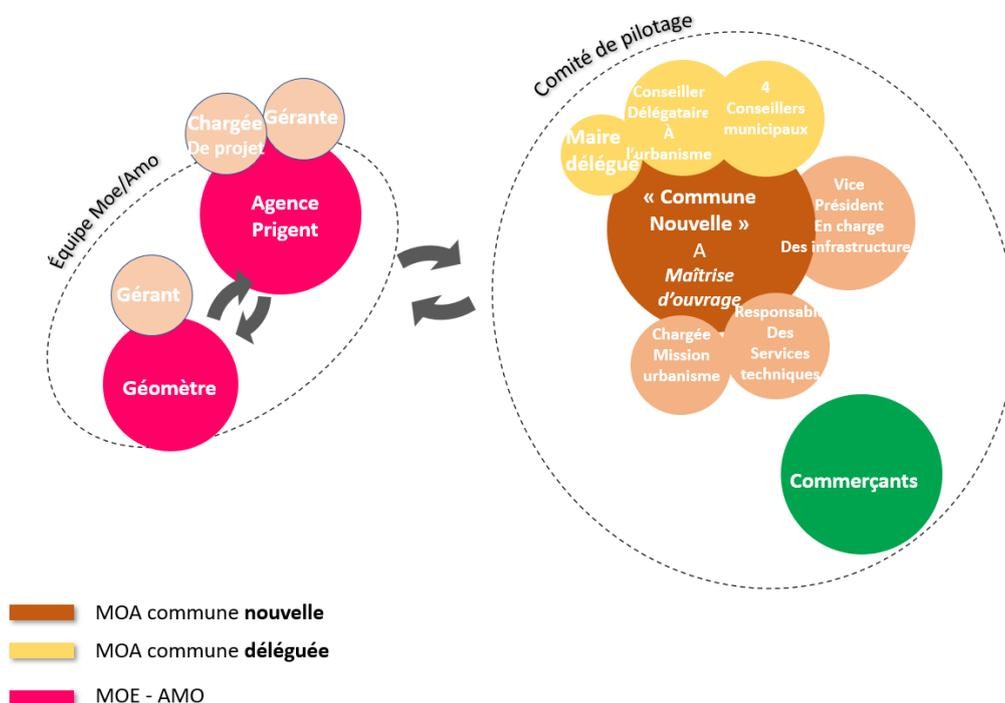 Comité de pilotage
Équipe Moe/Amo
Chargée
De projet
Gérante
Agence
Prigent
Gérant
Géomètre
Maire
délégué
Conseiller
Délégataire
À
l'urbanisme
4
Conseillers
municipaux
« Commune
Nouvelle »
A
Maîtrise
d'ouvrage
Vice
Président
En charge
Des infrastructure
Chargée
Mission
urbanisme
Responsabl
Des
Services
techniques
Commerçants
MOA commune nouvelle
MOA commune déléguée
MOE - AMO